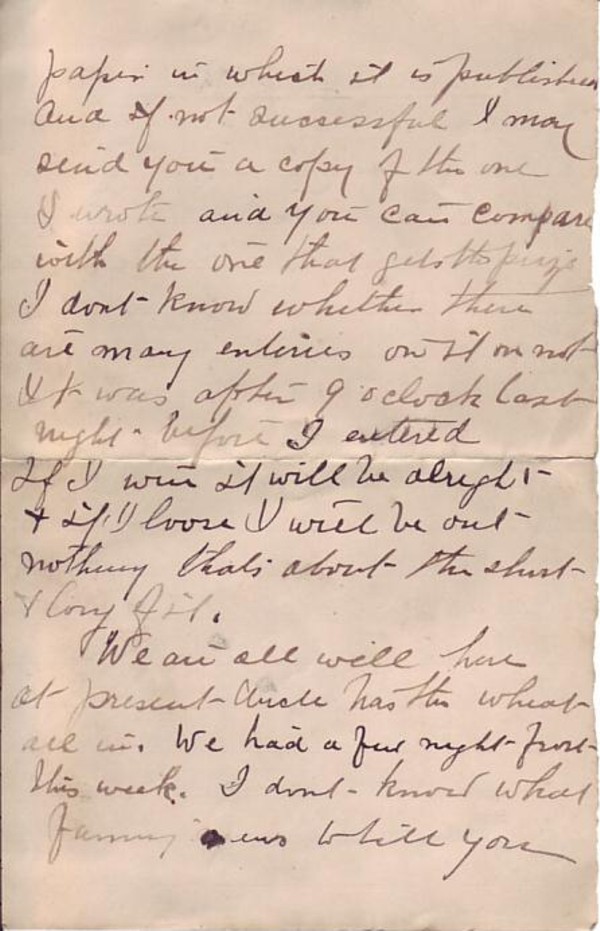 paper in which it is published
and if not successful I may
send you a copy of the one
I wrote and you can compare
with the one that gets the prize
I dont know whether there
are many entries on it or not
It was after 9 oclock last
night before I entered
If I win it will be alright
+ if I loose I will be out
nothing thats about the short
+ long of it.
We are all well here
at present Uncle has the wheat
all in. We had a few night frost
this week. I dont know what
news to tell you